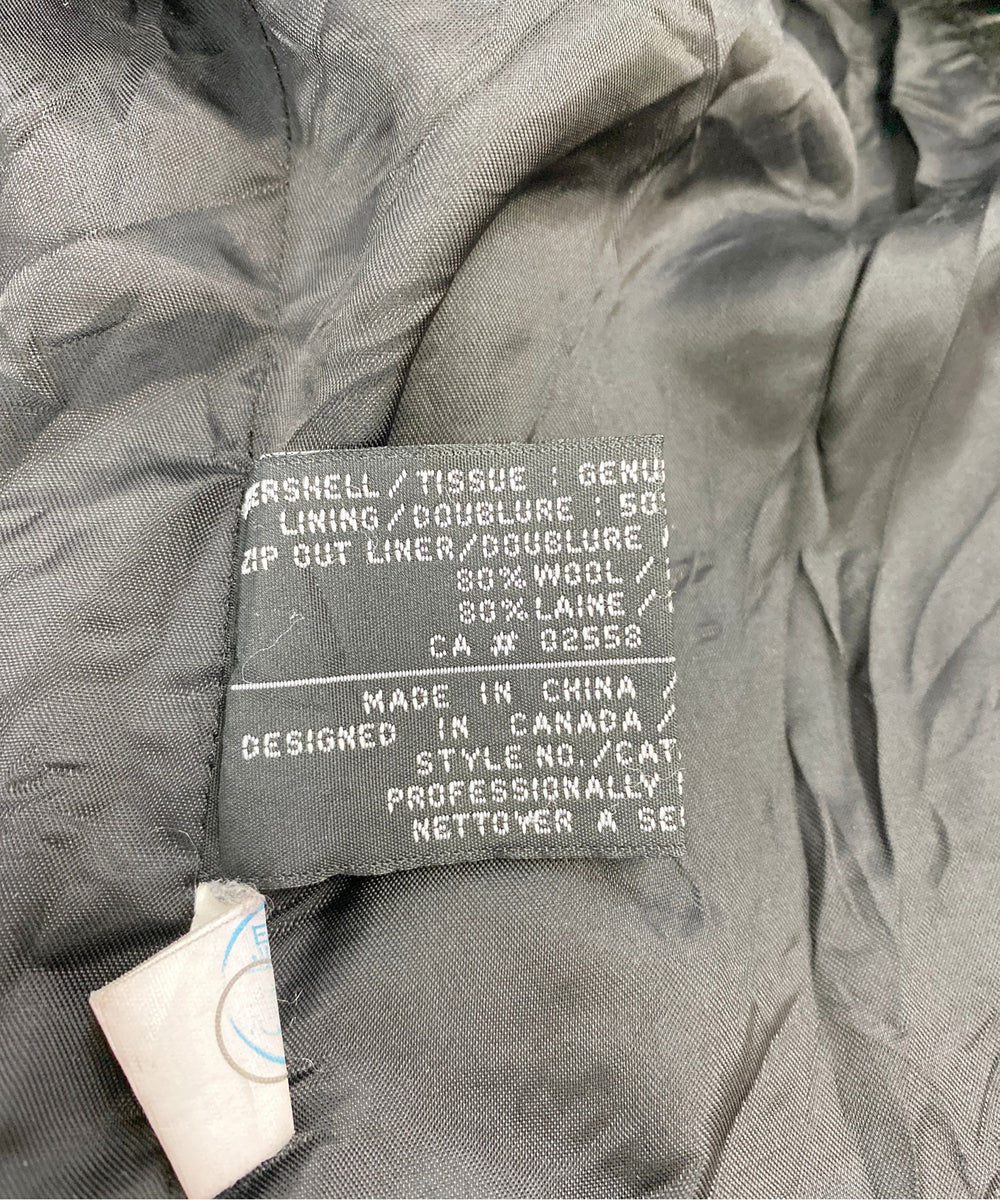 ERSHELL/TISSUE : GENU
LINING/DOUBLURE : 50
ZIP OUT LINER/DOUBLURE
80% WOOL /
80% LAINE /
CA # 02558
MADE IN CHINA /
DESIGNED IN CANADA /
STYLE NO./CAT
PROFESSIONALLY
NETTOYER A SE